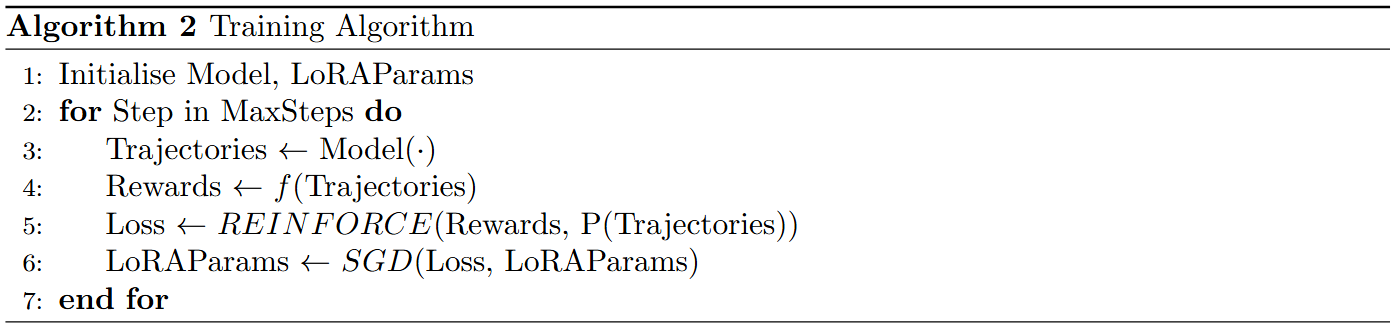 Algorithm 2 Training Algorithm
1: Initialise Model, LoRAParams
2: for Step in MaxSteps do
3: Trajectories ← Model(·)
4: Rewards ← f(Trajectories)
5: Loss ← REINFORCE(Rewards, P(Trajectories))
6: LoRAParams ← SGD(Loss, LoRAParams)
7: end for